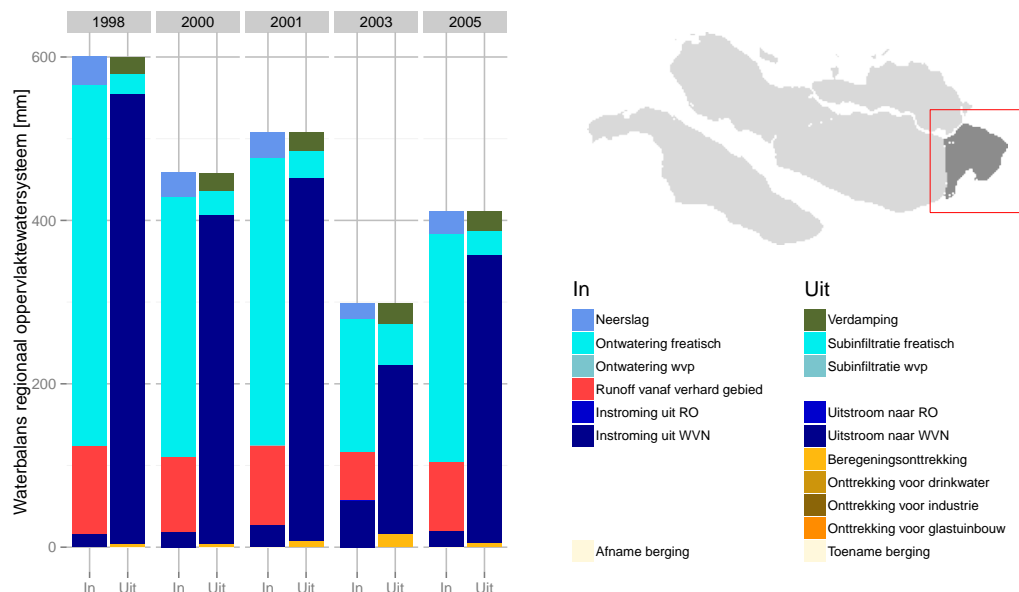 1998 2000 2001 2003 2005
Waterbalans regionaal oppervlaktewatersysteem [mm]
600
400
200
0
In Uit In Uit In Uit In Uit In Uit
In
Neerslag
Ontwatering freatisch
Ontwatering wvp
Runoff vanaf verhard gebied
Instroming uit RO
Instroming uit WVN
Afname berging
Uit
Verdamping
Subinfiltratie freatisch
Subinfiltratie wvp
Uitstroom naar RO
Uitstroom naar WVN
Beregeningsonttrekking
Onttrekking voor drinkwater
Onttrekking voor industrie
Onttrekking voor glastuinbouw
Toename berging